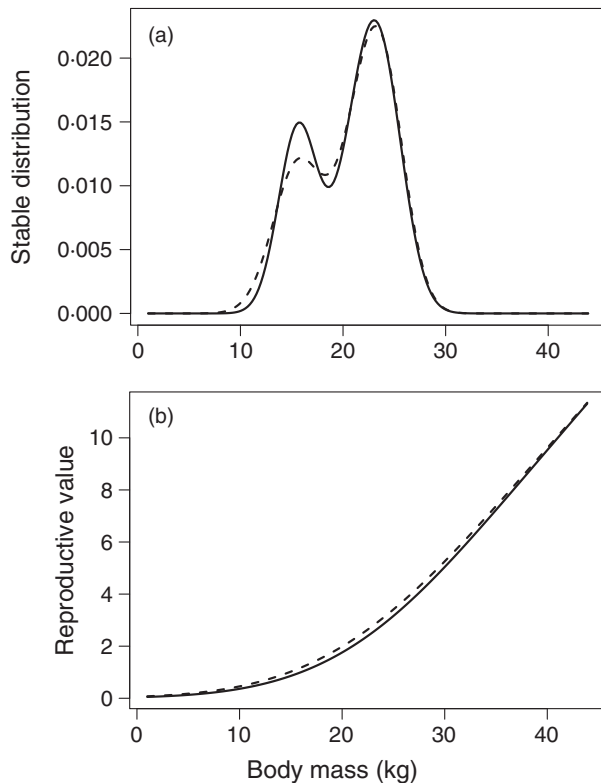 (a)
Stable distribution
0·020
0·015
0·010
0·005
0·000
0 10 20 30 40
(b)
Reproductive value
10
8
6
4
2
0
0 10 20 30 40
Body mass (kg)